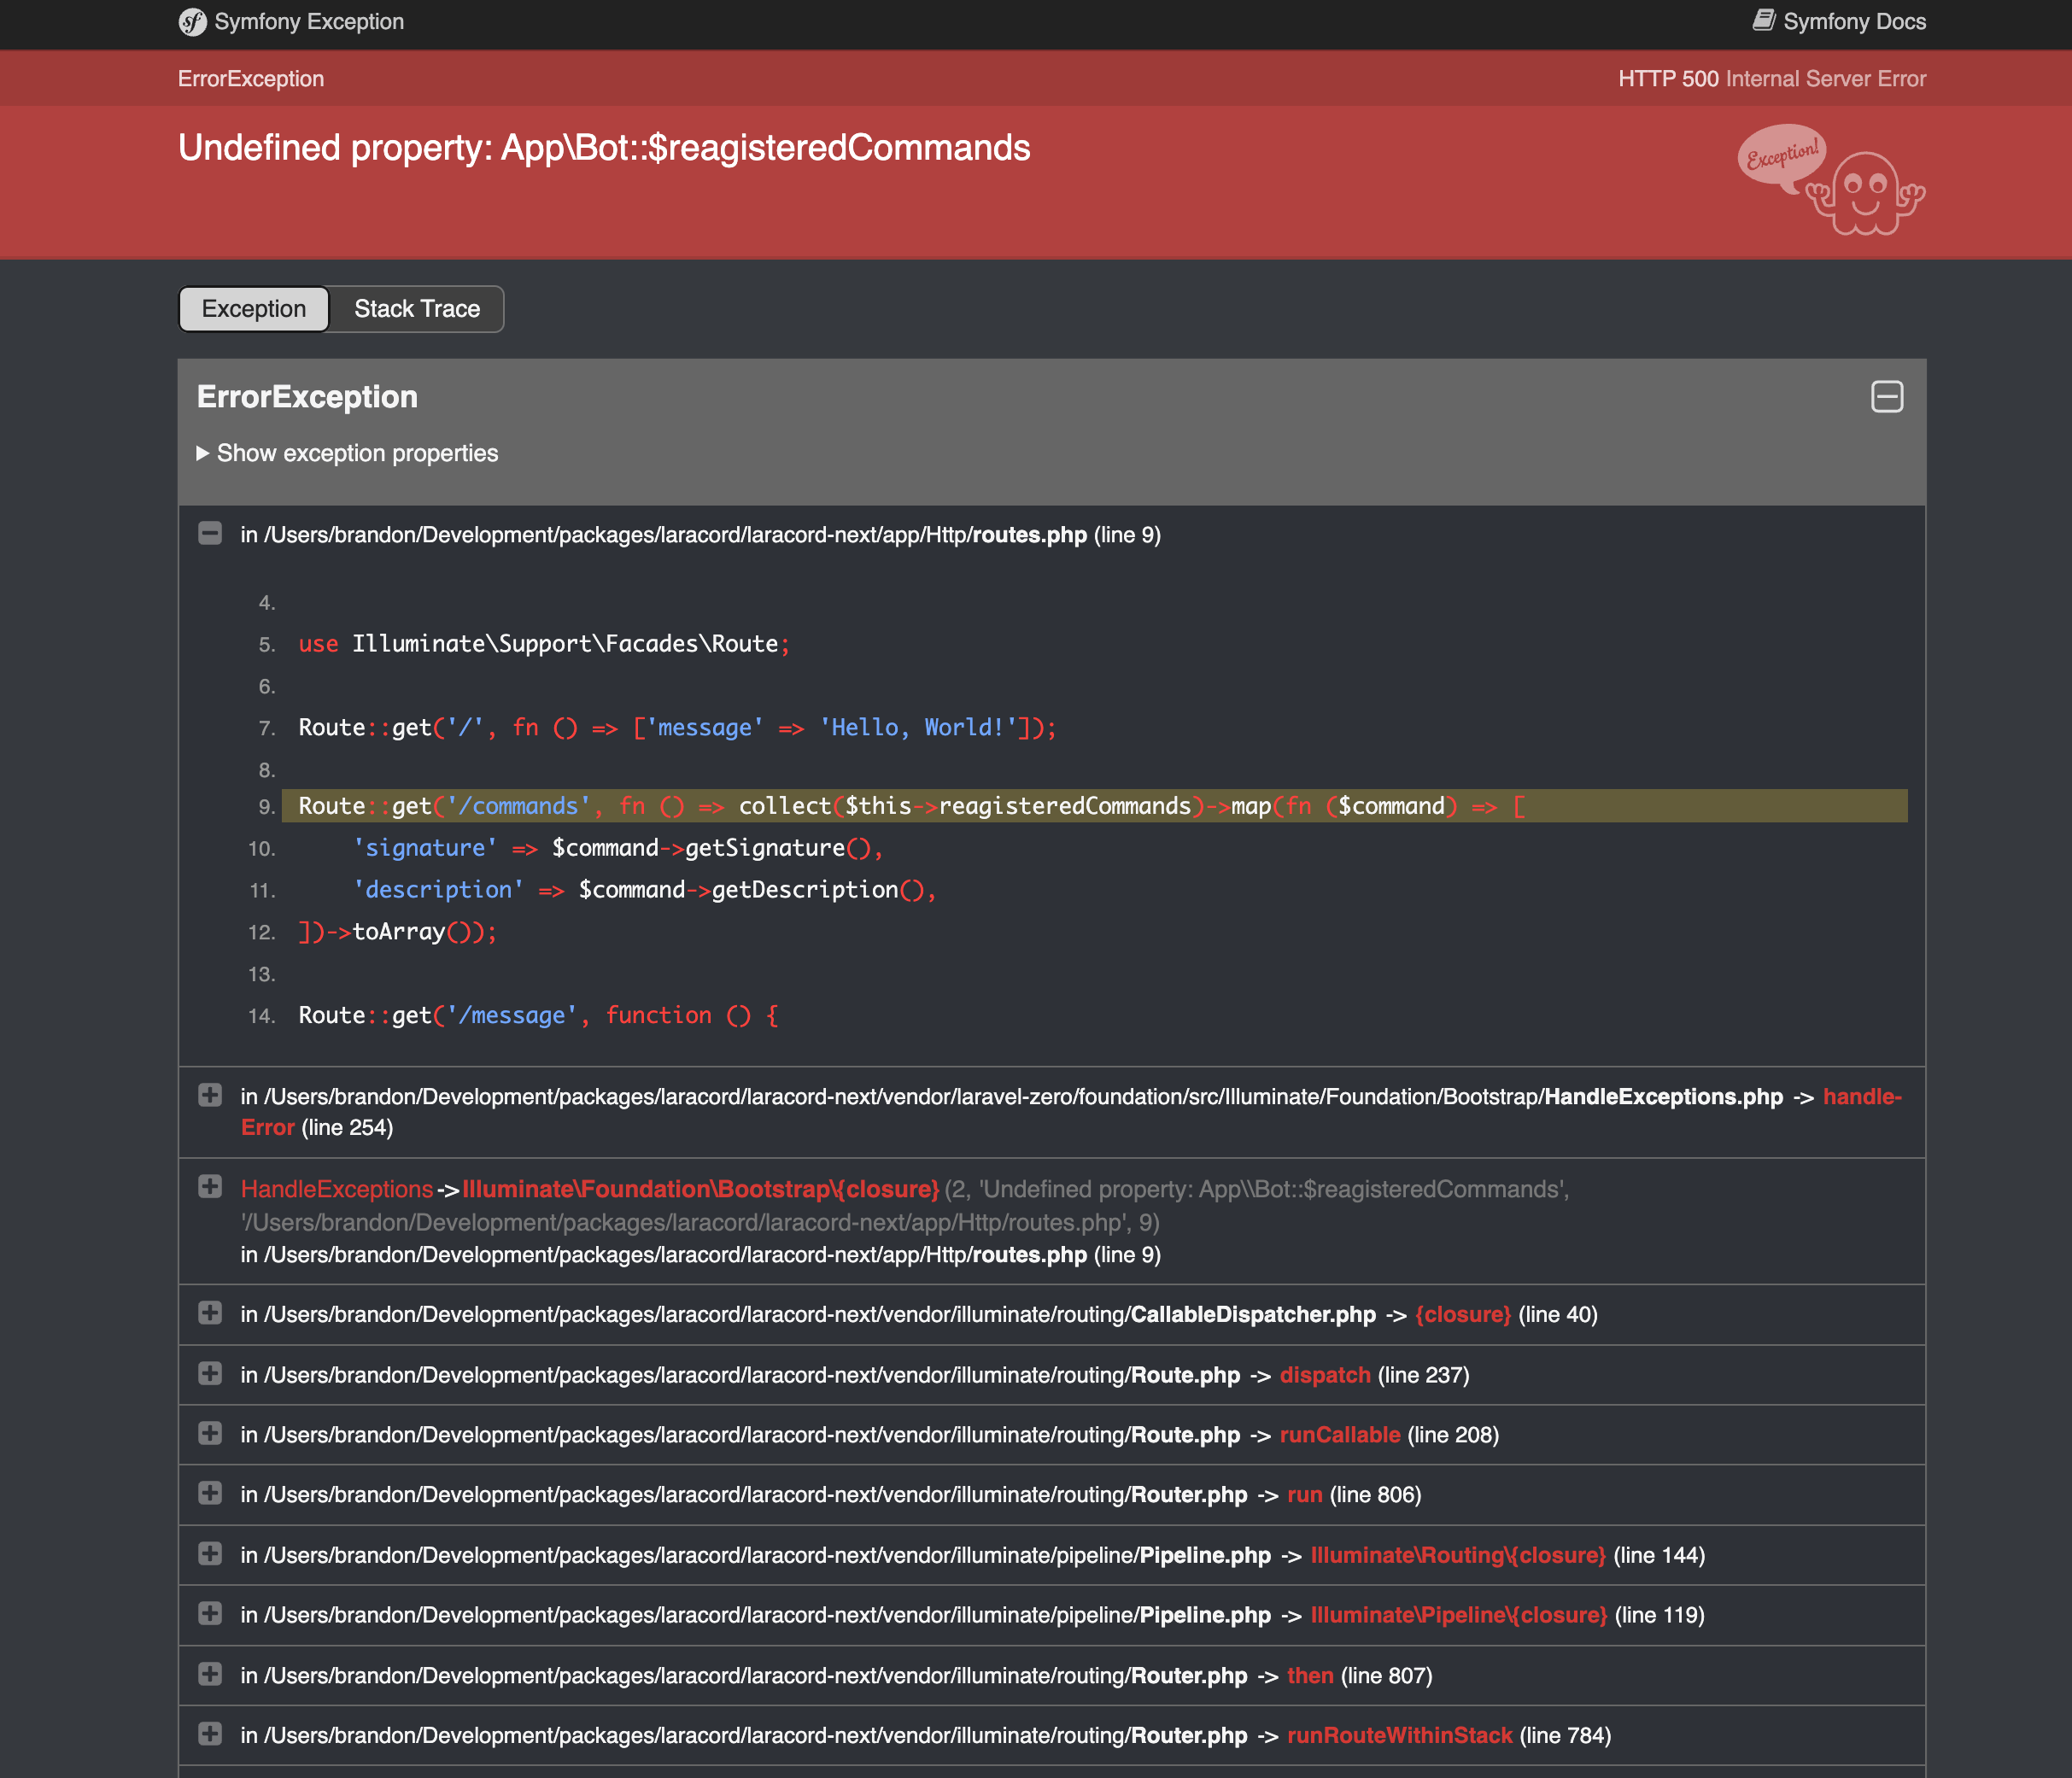 Symfony Exception
Symfony Docs
ErrorException
HTTP 500 Internal Server Error
Undefined property: App\Bot::$reagisteredCommands
Exception!
Exception
Stack Trace
ErrorException
Show exception properties
in /Users/brandon/Development/packages/laracord/laracord-next/app/Http/routes.php (line 9)
4.
5. use Illuminate\Support\Facades\Route;
6.
7. Route::get('/', fn () => ['message' => 'Hello, World!']);
8.
9. Route::get('/commands', fn () => collect($this->reagisteredCommands)->map(fn ($command) => [
10. 'signature' => $command->getSignature(),
11. 'description' => $command->getDescription(),
12. ])->toArray());
13.
14. Route::get('/message', function () {
in /Users/brandon/Development/packages/laracord/laracord-next/vendor/laravel-zero/foundation/src/Illuminate/Foundation/Bootstrap/HandleExceptions.php -> handle-
Error (line 254)
HandleExceptions->Illuminate\Foundation\Bootstrap\{closure}(2, 'Undefined property: App\\Bot::$reagisteredCommands',
'/Users/brandon/Development/packages/laracord/laracord-next/app/Http/routes.php', 9)
in /Users/brandon/Development/packages/laracord/laracord-next/app/Http/routes.php (line 9)
in /Users/brandon/Development/packages/laracord/laracord-next/vendor/illuminate/routing/CallableDispatcher.php -> {closure} (line 40)
in /Users/brandon/Development/packages/laracord/laracord-next/vendor/illuminate/routing/Route.php -> dispatch (line 237)
in /Users/brandon/Development/packages/laracord/laracord-next/vendor/illuminate/routing/Route.php -> runCallable (line 208)
in /Users/brandon/Development/packages/laracord/laracord-next/vendor/illuminate/routing/Router.php -> run (line 806)
in /Users/brandon/Development/packages/laracord/laracord-next/vendor/illuminate/pipeline/Pipeline.php -> Illuminate\Routing\{closure} (line 144)
in /Users/brandon/Development/packages/laracord/laracord-next/vendor/illuminate/pipeline/Pipeline.php -> Illuminate\Pipeline\{closure} (line 119)
in /Users/brandon/Development/packages/laracord/laracord-next/vendor/illuminate/routing/Router.php -> then (line 807)
in /Users/brandon/Development/packages/laracord/laracord-next/vendor/illuminate/routing/Router.php -> runRouteWithinStack (line 784)